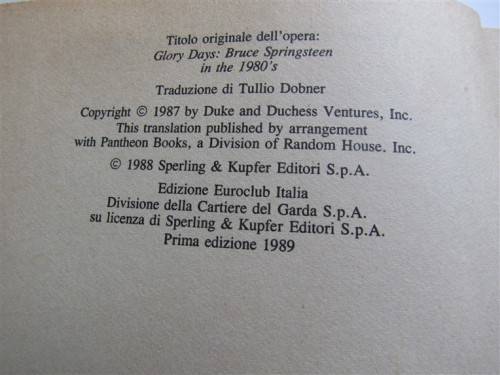 Titolo originale dell'opera:
Glory Days: Bruce Springsteen
in the 1980's
Traduzione di Tullio Dobner
Copyright © 1987 by Duke and Duchess Ventures, Inc.
This translation published by arrangement
with Pantheon Books, a Division of Random House. Inc.
© 1988 Sperling & Kupfer Editori S.p.A.
Edizione Euroclub Italia
Divisione della Cartiere del Garda S.p.A.
su licenza di Sperling & Kupfer Editori S.p.A.
Prima edizione 1989